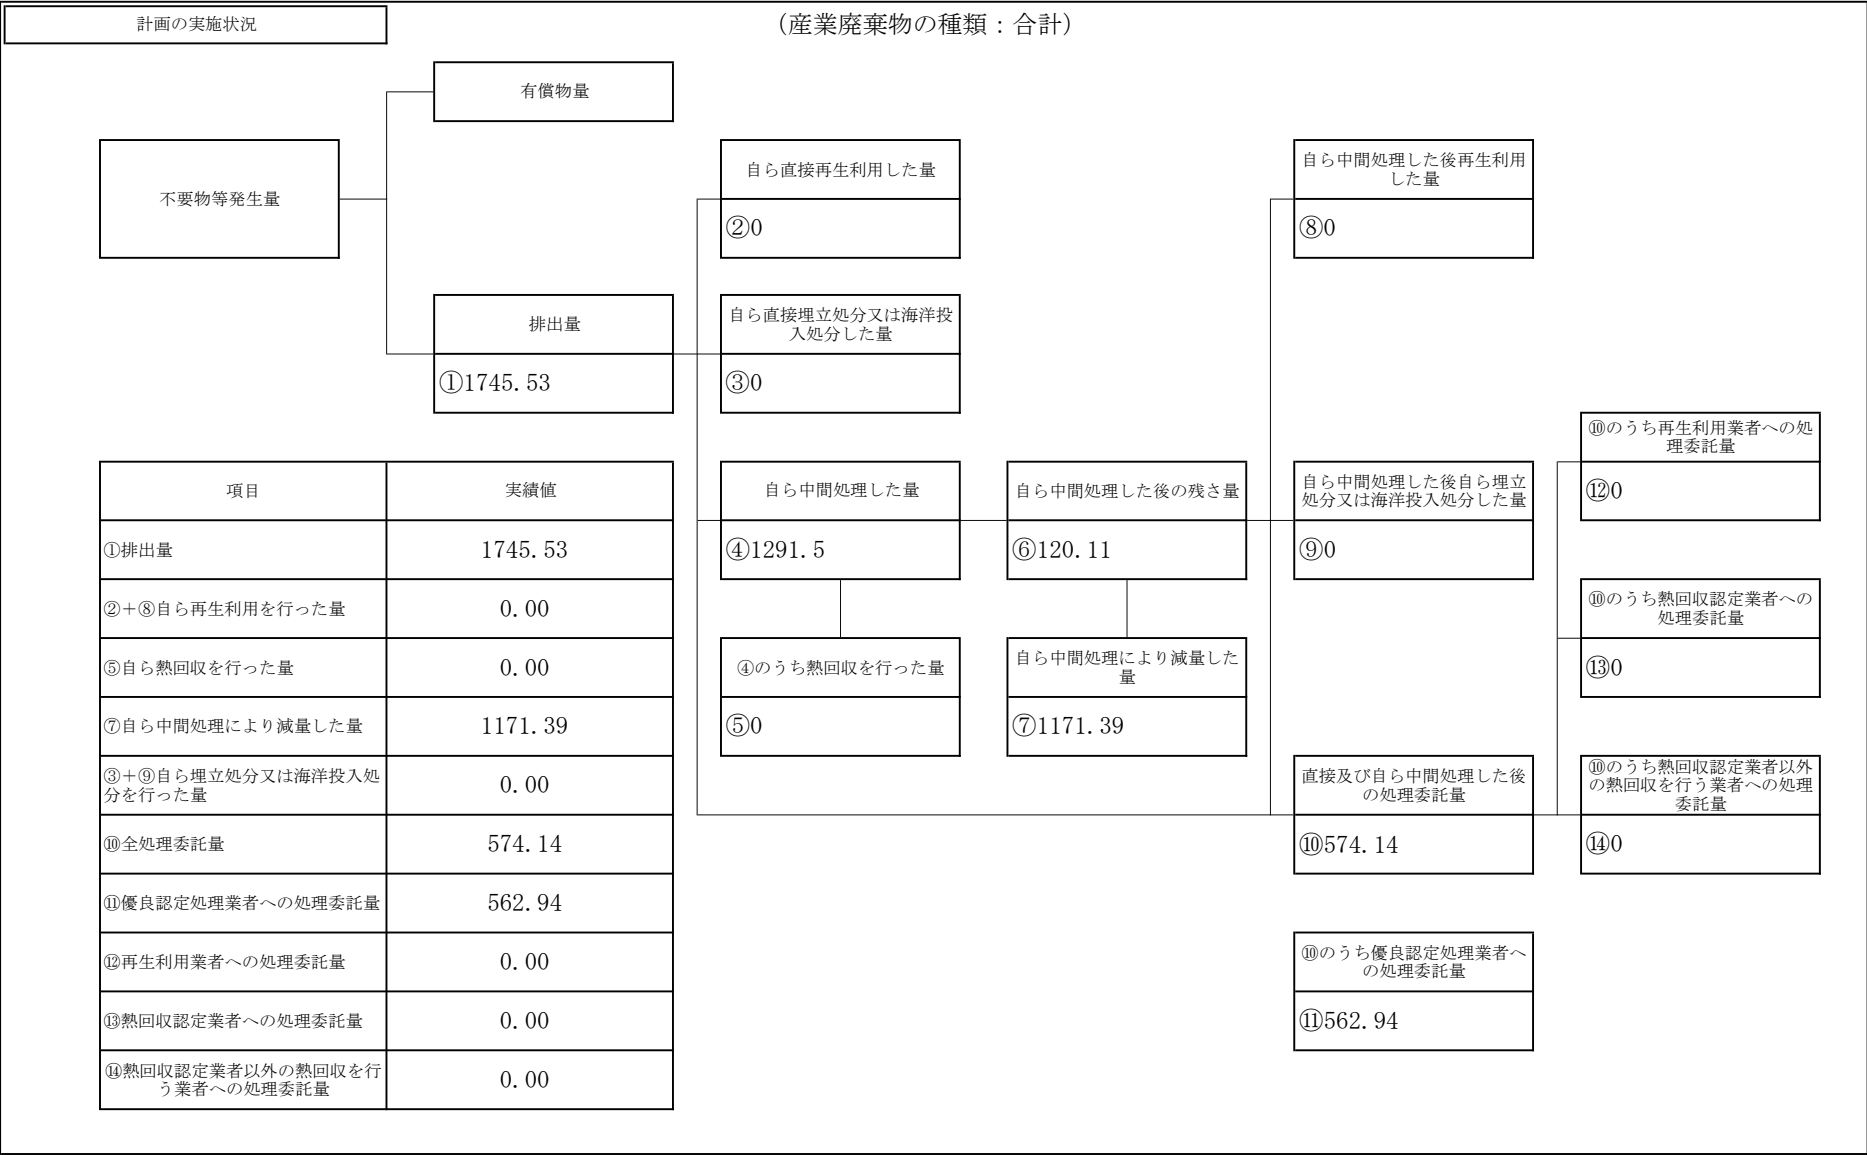 計画の実施状況
（産業廃棄物の種類：合計）
有償物量
不要物等発生量
自ら直接再生利用した量
②0
自ら中間処理した後再生利用
した量
⑧0
排出量
①1745.53
自ら直接埋立処分又は海洋投
入処分した量
③0
自ら中間処理した量
④1291.5
自ら中間処理した後の残さ量
⑥120.11
自ら中間処理した後自ら埋立
処分又は海洋投入処分した量
⑨0
⑩のうち再生利用業者への処
理委託量
⑫0
④のうち熱回収を行った量
⑤0
自ら中間処理により減量した
量
⑦1171.39
⑩のうち熱回収認定業者への
処理委託量
⑬0
直接及び自ら中間処理した後
の処理委託量
⑩574.14
⑩のうち熱回収認定業者以外
の熱回収を行う業者への処理
委託量
⑭0
⑩のうち優良認定処理業者へ
の処理委託量
⑪562.94
項目 実績値
①排出量 1745.53
②＋⑧自ら再生利用を行った量 0.00
⑤自ら熱回収を行った量 0.00
⑦自ら中間処理により減量した量 1171.39
③＋⑨自ら埋立処分又は海洋投入処
分を行った量 0.00
⑩全処理委託量 574.14
⑪優良認定処理業者への処理委託量 562.94
⑫再生利用業者への処理委託量 0.00
⑬熱回収認定業者への処理委託量 0.00
⑭熱回収認定業者以外の熱回収を行
う業者への処理委託量 0.00